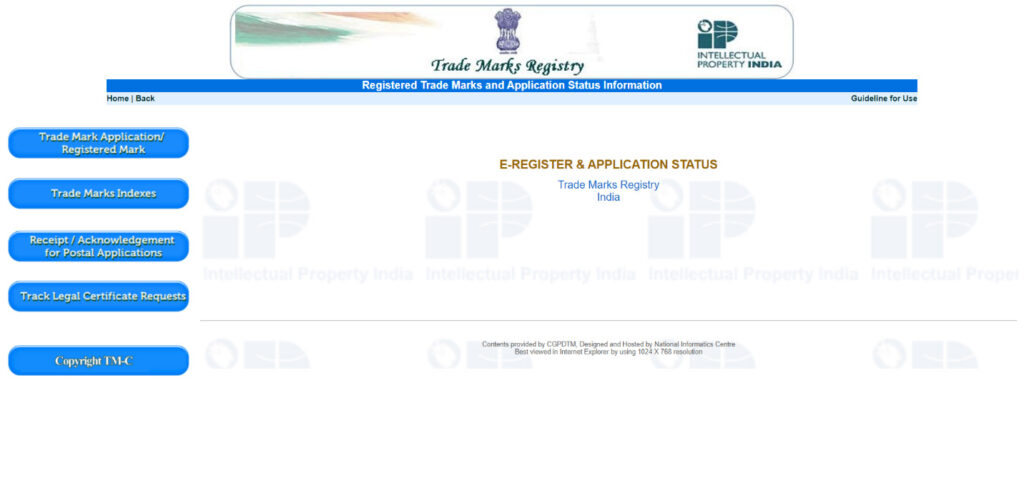 Trade Marks Registry
INTELLECTUAL
PROPERTY INDIA
Registered Trade Marks and Application Status Information
Home | Back
Guideline for Use
Trade Mark Application/
Registered Mark
Trade Marks Indexes
Receipt / Acknowledgement
for Postal Applications
Track Legal Certificate Requests
Copyright TM-C
E-REGISTER & APPLICATION STATUS
Trade Marks Registry
India
Intellectual Property India Intellectual Property India Intellectual Property India Intellectual Proper
Contents provided by CGPDTM, Designed and Hosted by National Informatics Centre
Best viewed in Internet Explorer by using 1024 X 768 resolution